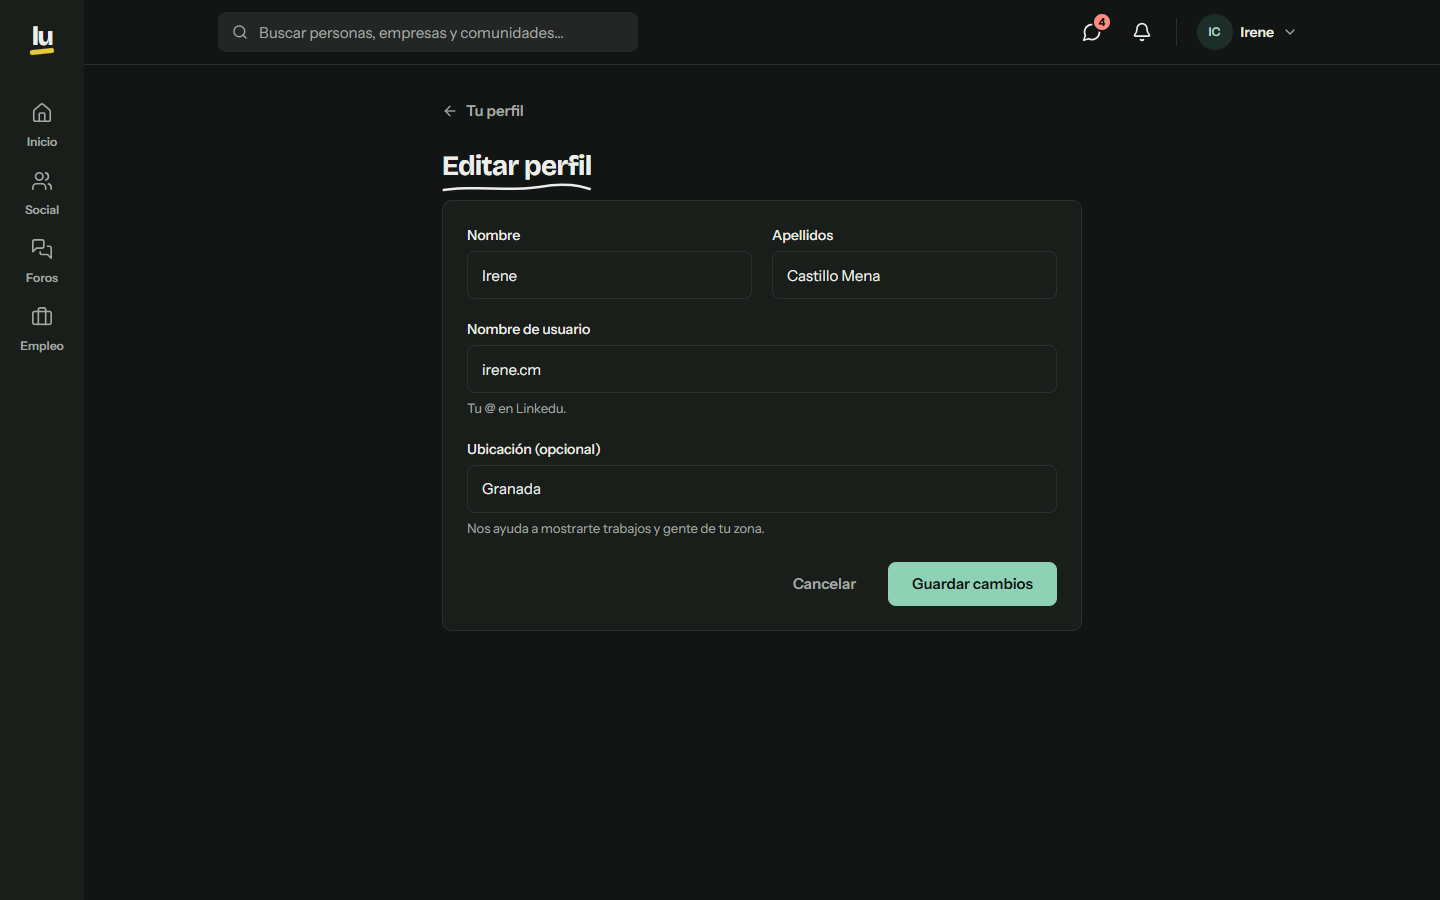 lu
Buscar personas, empresas y comunidades...
4
IC
Irene
Inicio
Social
Foros
Empleo
Tu perfil
Editar perfil
Nombre
Apellidos
Irene
Castillo Mena
Nombre de usuario
irene.cm
Tu @ en Linkedu.
Ubicación (opcional)
Granada
Nos ayuda a mostrarte trabajos y gente de tu zona.
Cancelar
Guardar cambios